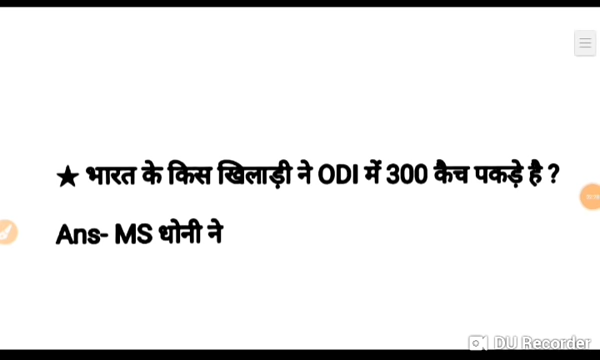 ★ भारत के किस खिलाड़ी ने ODI में 300 कैच पकड़े है ?
Ans- MS धोनी ने
DU Recorder